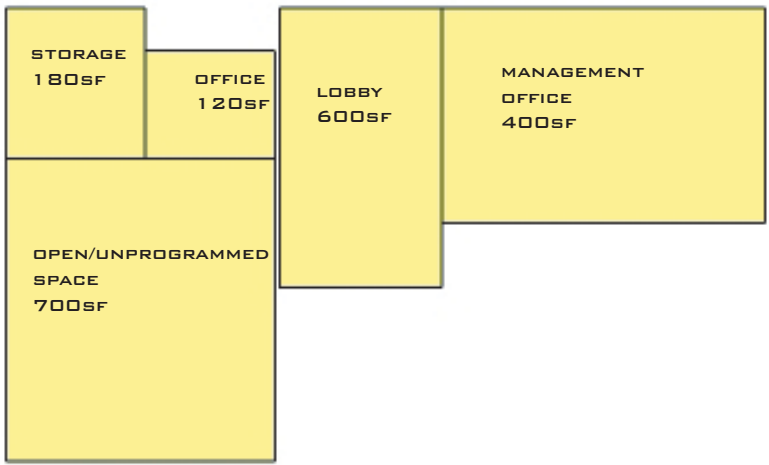 STORAGE
180SF
OFFICE
120SF
LOBBY
600SF
MANAGEMENT
OFFICE
400SF
OPEN/UNPROGRAMMED
SPACE
700SF